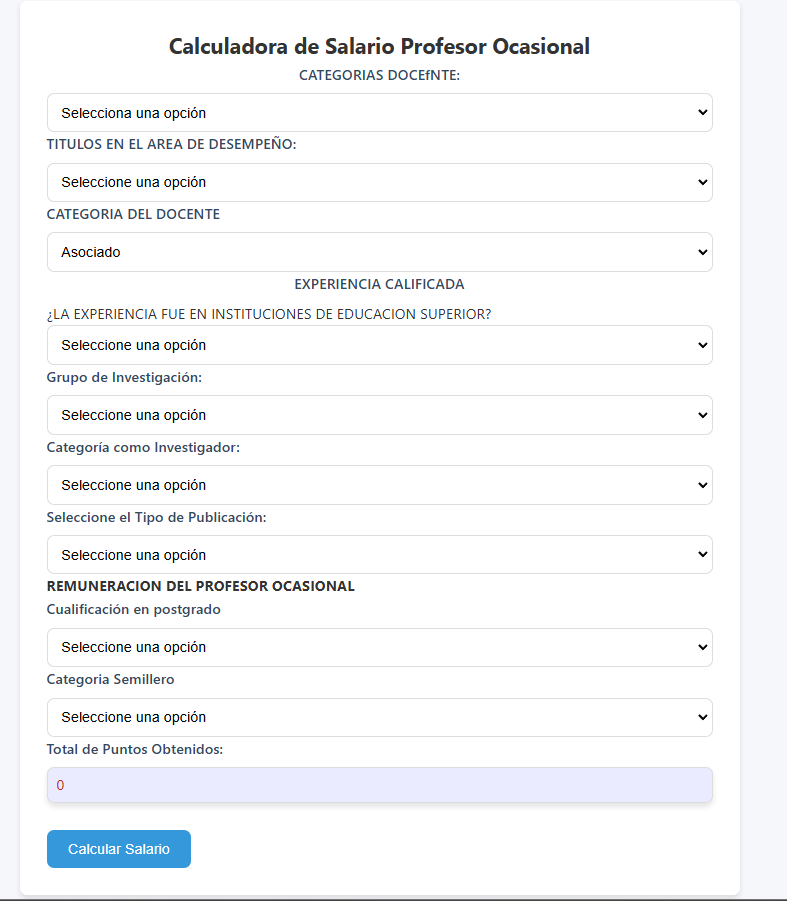 Calculadora de Salario Profesor Ocasional
CATEGORIAS DOCEfNTE:
Selecciona una opción
TITULOS EN EL AREA DE DESEMPEÑO:
Seleccione una opción
CATEGORIA DEL DOCENTE
Asociado
EXPERIENCIA CALIFICADA
¿LA EXPERIENCIA FUE EN INSTITUCIONES DE EDUCACION SUPERIOR?
Seleccione una opción
Grupo de Investigación:
Seleccione una opción
Categoría como Investigador:
Seleccione una opción
Seleccione el Tipo de Publicación:
Seleccione una opción
REMUNERACION DEL PROFESOR OCASIONAL
Cualificación en postgrado
Seleccione una opción
Categoria Semillero
Seleccione una opción
Total de Puntos Obtenidos:
0
Calcular Salario